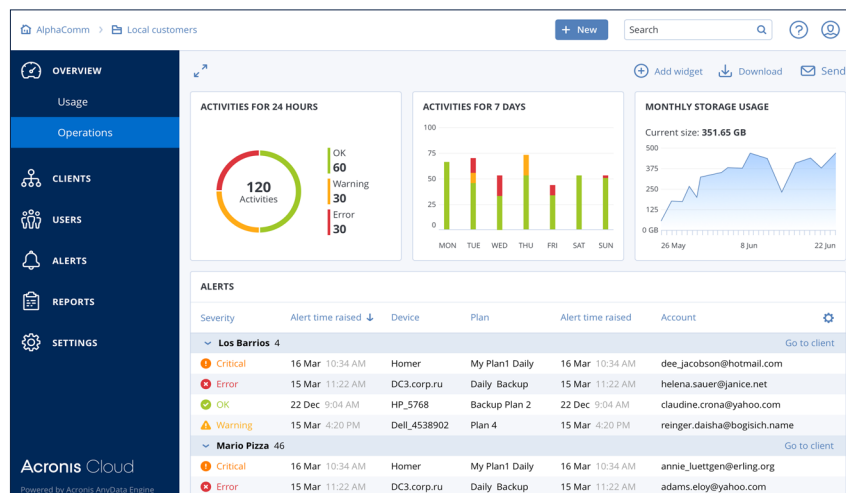 AlphaComm > Local customers
+ New
Search
OVERVIEW
Usage
Operations
CLIENTS
USERS
ALERTS
REPORTS
SETTINGS
Acronis Cloud
Powered by Acronis AnyData Engine
Add widget
Download
Send
ACTIVITIES FOR 24 HOURS
120
Activities
OK
60
Warning
30
Error
30
ACTIVITIES FOR 7 DAYS
100
75
50
25
0
MON TUE WED THU FRI SAT SUN
MONTHLY STORAGE USAGE
Current size: 351.65 GB
500
375
250
125
0 GB
26 May 8 Jun 22 Jun
ALERTS
Severity Alert time raised ↓ Device Plan Alert time raised Account
Los Barrios 4 Go to client
Critical 16 Mar 10:34 AM Homer My Plan1 Daily 16 Mar 10:34 AM dee_jacobson@hotmail.com
Error 15 Mar 11:22 AM DC3.corp.ru Daily Backup 15 Mar 11:22 AM helena.sauer@janice.net
OK 22 Dec 9:04 AM HP_5768 Backup Plan 2 22 Dec 9:04 AM claudine.crona@yahoo.com
Warning 15 Mar 4:20 PM Dell_4538902 Plan 4 15 Mar 4:20 PM reinger.daisha@bogisich.name
Mario Pizza 46 Go to client
Critical 16 Mar 10:34 AM Homer My Plan1 Daily 16 Mar 10:34 AM annie_luettgen@erling.org
Error 15 Mar 11:22 AM DC3.corp.ru Daily Backup 15 Mar 11:22 AM adams.eloy@yahoo.com